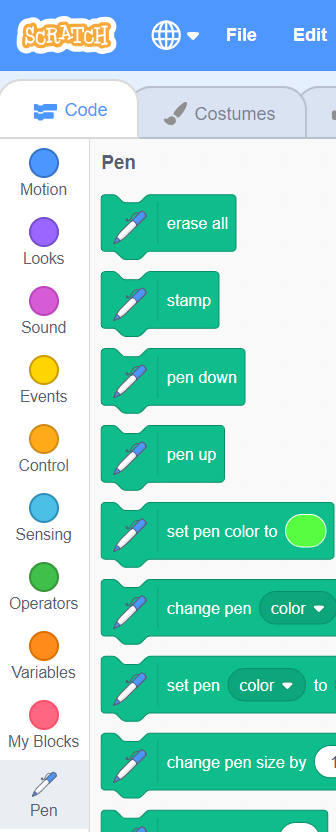 SCRATCH
File
Edit
Code
Costumes
Motion
Looks
Sound
Events
Control
Sensing
Operators
Variables
My Blocks
Pen
Pen
erase all
stamp
pen down
pen up
set pen color to
change pen color
set pen color to
change pen size by 1